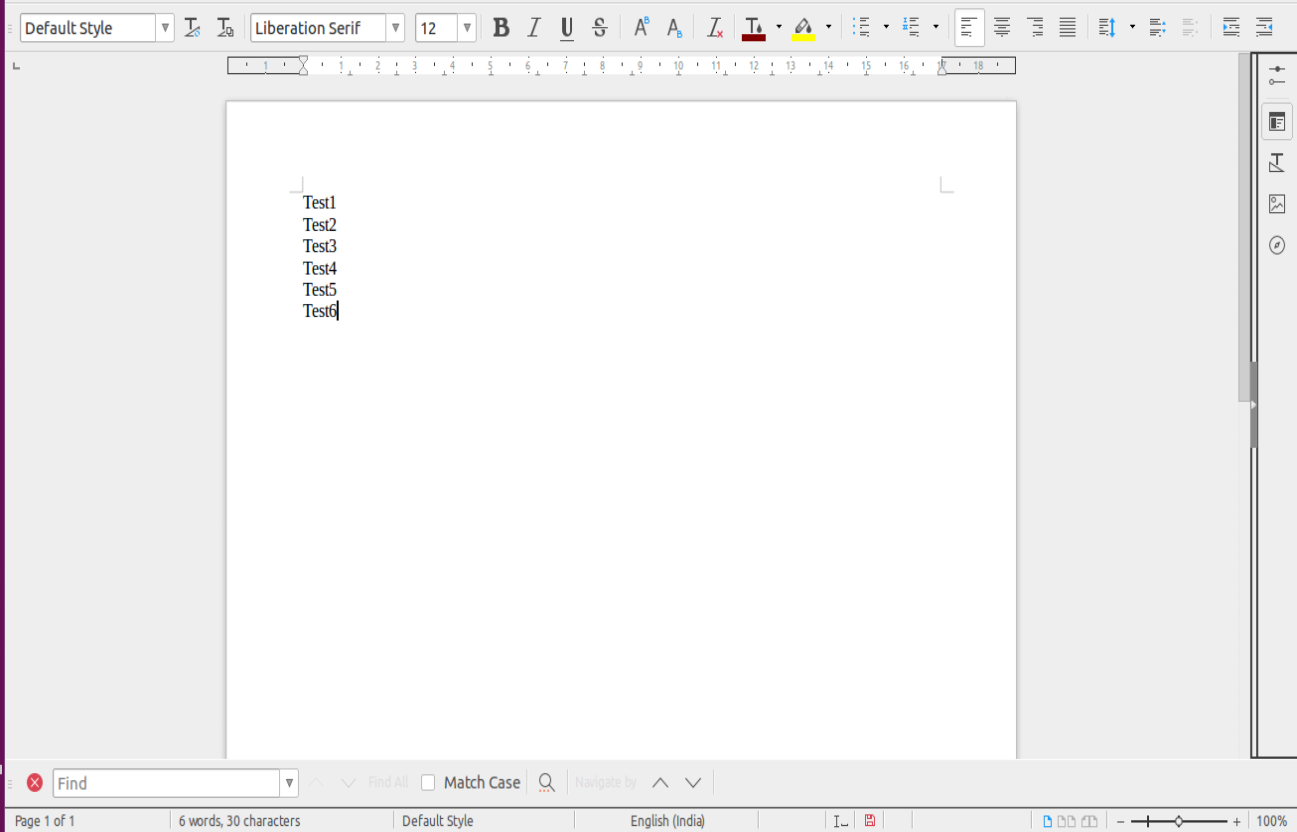 Default Style Liberation Serif 12
1 1 2 3 4 5 6 7 8 9 10 11 12 13 14 15 16 17 18
Test1
Test2
Test3
Test4
Test5
Test6
Find Find All Match Case Navigate by
Page 1 of 1 6 words, 30 characters Default Style English (India) 100%